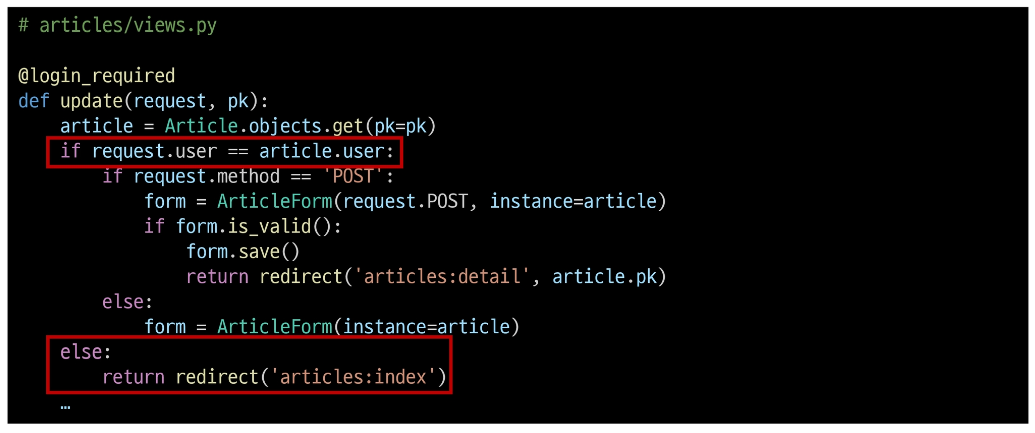 # articles/views.py
@login_required
def update(request, pk):
    article = Article.objects.get(pk=pk)
    if request.user == article.user:
        if request.method == 'POST':
            form = ArticleForm(request.POST, instance=article)
            if form.is_valid():
                form.save()
                return redirect('articles:detail', article.pk)
        else:
            form = ArticleForm(instance=article)
    else:
        return redirect('articles:index')
    …